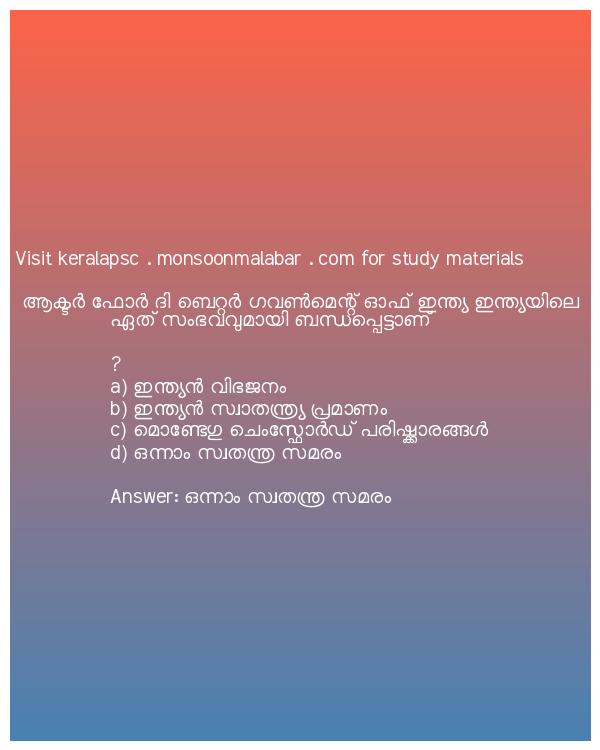 Visit keralapsc . monsoonmalabar . com for study materials
ആക്ടർ ഫോർ ദി ബെറ്റർ ഗവൺമെന്റ് ഓഫ് ഇന്ത്യ ഇന്ത്യയിലെ
ഏത് സംഭവവുമായി ബന്ധപ്പെട്ടാണ്
?
a) ഇന്ത്യൻ വിഭജനം
b) ഇന്ത്യൻ സ്വാതന്ത്ര്യ പ്രമാണം
c) മൊണ്ടേഗു ചെംസ്ഫോർഡ് പരിഷ്ക്കാരങ്ങൾ
d) ഒന്നാം സ്വതന്ത്ര സമരം
Answer: ഒന്നാം സ്വതന്ത്ര സമരം